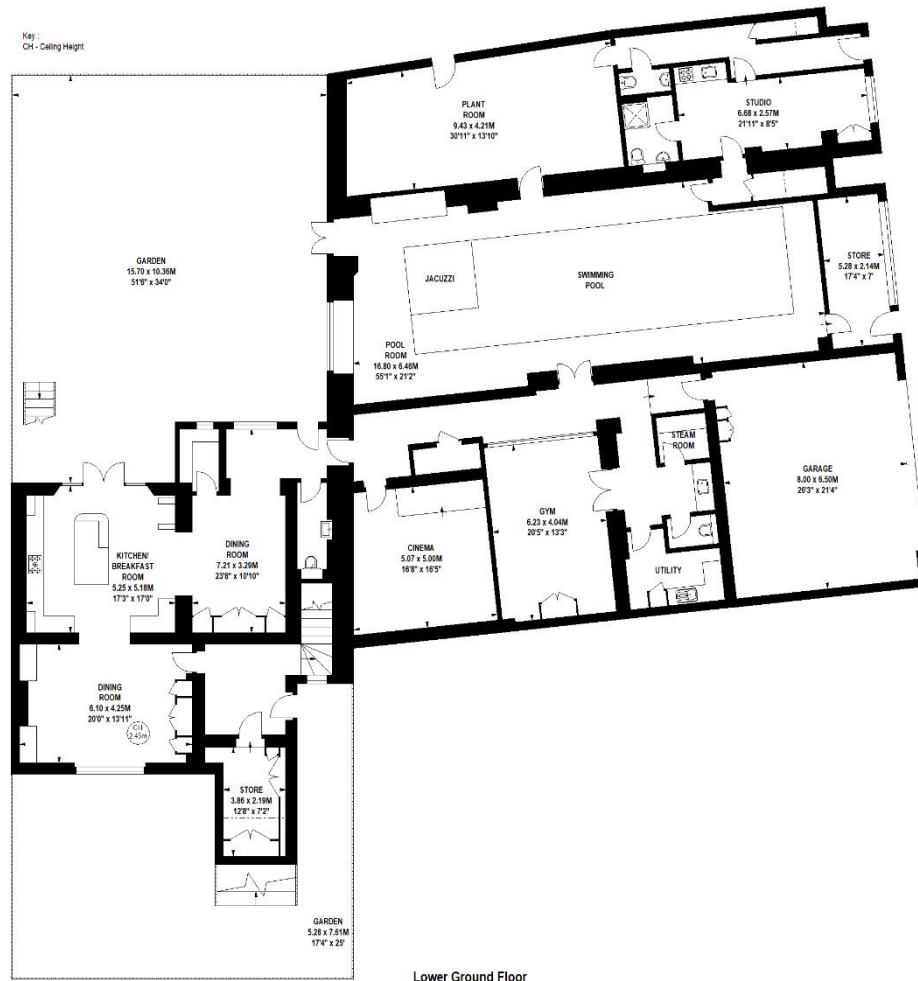 Key :
CH - Ceiling Height
PLANT
ROOM
9.43 x 4.21M
30'11" x 13'10"
STUDIO
6.68 x 2.57M
21'11" x 8'5"
GARDEN
15.70 x 10.36M
51'6" x 34'0"
JACUZZI
SWIMMING
POOL
STORE
5.28 x 2.14M
17'4" x 7'
POOL
ROOM
16.80 x 6.46M
55'1" x 21'2"
STEAM
ROOM
GARAGE
8.00 x 6.50M
26'3" x 21'4"
KITCHEN/
BREAKFAST
ROOM
5.25 x 5.18M
17'3" x 17'0"
DINING
ROOM
7.21 x 3.29M
23'8" x 10'10"
CINEMA
5.07 x 5.00M
16'8" x 16'5"
GYM
6.23 x 4.04M
20'5" x 13'3"
UTILITY
DINING
ROOM
6.10 x 4.25M
20'0" x 13'11"
CH
2.45m
STORE
3.86 x 2.19M
12'8" x 7'2"
GARDEN
5.28 x 7.61M
17'4" x 25'
Lower Ground Floor